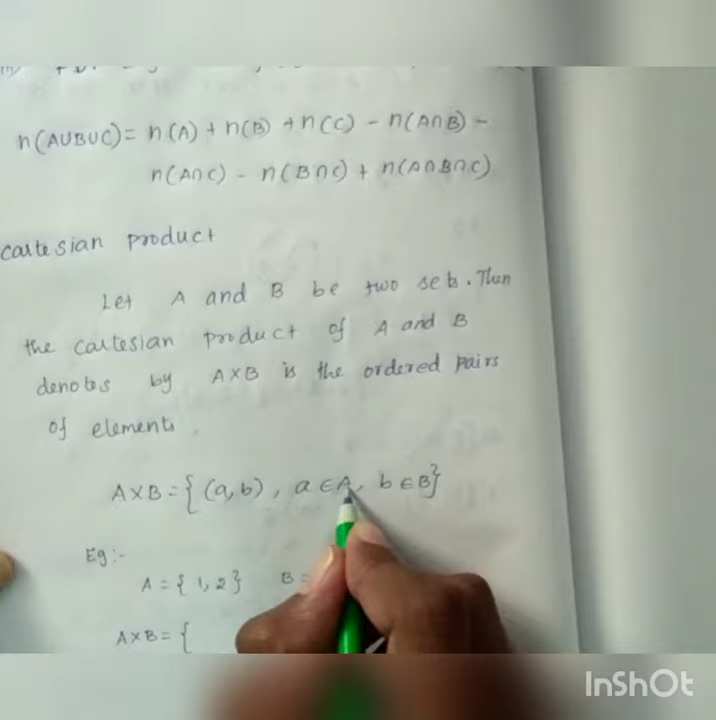 n(AUBUC) = n(A) + n(B) + n(C) - n(A∩B) -
n(A∩C) - n(B∩C) + n(A∩B∩C)
cartesian product
Let A and B be two sets. Then
the cartesian product of A and B
denotes by A×B is the ordered pairs
of elements.
A×B = { (a,b), a∈A, b∈B}
Eg:-
A = { 1, 2 } B =
A×B = {
InShOt